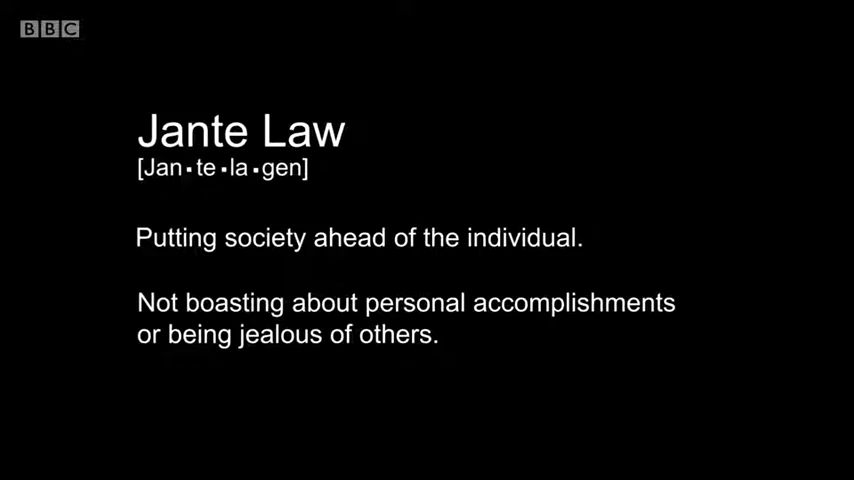 BBC
Jante Law
[Jan▪te▪la▪gen]
Putting society ahead of the individual.
Not boasting about personal accomplishments
or being jealous of others.